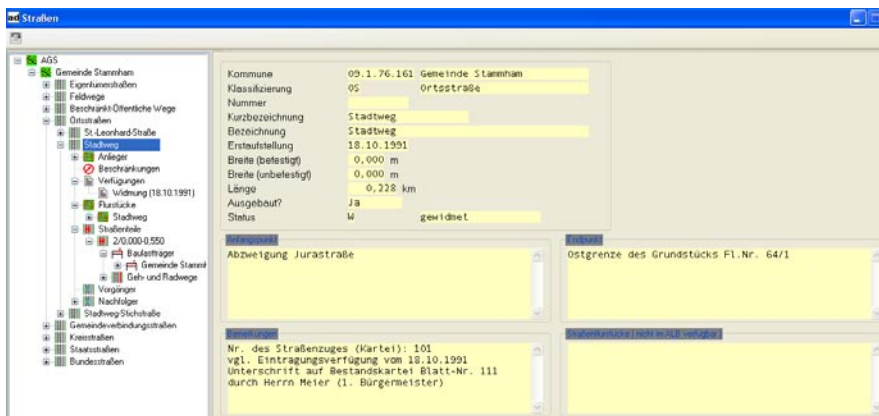 ad Straßen
AGS
Gemeinde Stammham
Eigentümerstraßen
Feldwege
Beschränkt-Öffentliche Wege
Ortsstraßen
St.-Leonhard-Straße
Stadtweg
Anlieger
Beschränkungen
Verfügungen
Widmung (18.10.1991)
Flurstücke
Stadtweg
Straßenteile
2/0,000-0,550
Baulastträger
Gemeinde Stammh
Geh- und Radwege
Vorgänger
Nachfolger
Stadtweg-Stichstraße
Gemeindeverbindungsstraßen
Kreisstraßen
Staatsstraßen
Bundesstraßen
Kommune 09.1.76.161 Gemeinde Stammham
Klassifizierung OS Ortsstraße
Nummer
Kurzbezeichnung Stadtweg
Bezeichnung Stadtweg
Erstaufstellung 18.10.1991
Breite (befestigt) 0,000 m
Breite (unbefestigt) 0,000 m
Länge 0,228 km
Ausgebaut? Ja
Status W gewidmet
Anfangspunkt
Abzweigung Jurastraße
Endpunkt
Ostgrenze des Grundstücks Fl.Nr. 64/1
Bemerkungen
Nr. des Straßenzuges (Kartei): 101
vgl. Eintragungsverfügung vom 18.10.1991
Unterschrift auf Bestandskartei Blatt-Nr. 111
durch Herrn Meier (1. Bürgermeister)
Straßenflurstücke (nicht im ALB verfügbar)